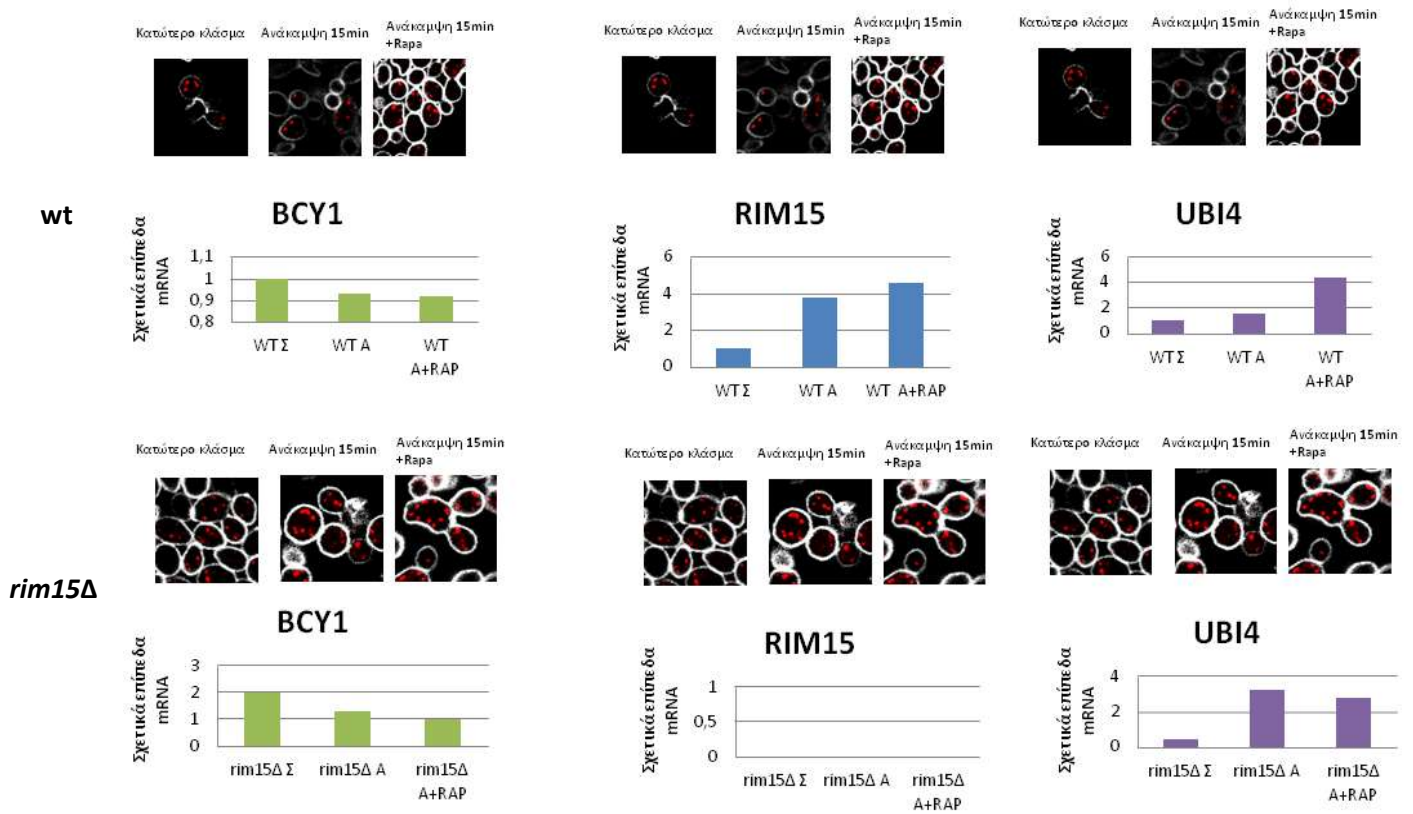 Κατώτερο κλάσμα
Ανάκαμψη 15min
Ανάκαμψη 15min
+Rapa
Κατώτερο κλάσμα
Ανάκαμψη 15min
Ανάκαμψη 15min
+Rapa
Κατώτερο κλάσμα
Ανάκαμψη 15min
Ανάκαμψη 15min
+Rapa
wt
BCY1
Σχετικά επίπεδα
mRNA
1,1
1
0,9
0,8
WT Σ
WT A
WT
A+RAP
RIM15
Σχετικά επίπεδα
mRNA
6
4
2
0
WT Σ
WT A
WT A+RAP
UBI4
Σχετικά επίπεδα
mRNA
6
4
2
0
WT Σ
WT A
WT
A+RAP
Κατώτερο κλάσμα
Ανάκαμψη 15min
Ανάκαμψη 15min
+Rapa
Κατώτερο κλάσμα
Ανάκαμψη 15min
Ανάκαμψη 15min
+Rapa
Κατώτερο κλάσμα
Ανάκαμψη 15min
Ανάκαμψη 15min
+Rapa
rim15Δ
BCY1
Σχετικά επίπεδα
mRNA
3
2
1
0
rim15Δ Σ
rim15Δ A
rim15Δ
A+RAP
RIM15
Σχετικά επίπεδα
mRNA
1
0,5
0
rim15Δ Σ
rim15Δ A
rim15Δ
A+RAP
UBI4
Σχετικά επίπεδα
mRNA
4
2
0
rim15Δ Σ
rim15Δ A
rim15Δ
A+RAP